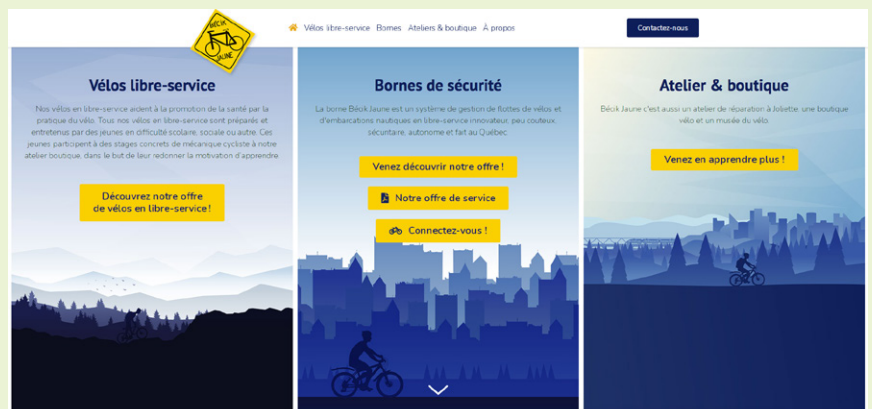 BÉCIK
JAUNE
Vélos libre-service Bornes Ateliers & boutique À propos
Contactez-nous
Vélos libre-service
Nos vélos en libre-service aident à la promotion de la santé par la
pratique du vélo. Tous nos vélos en libre-service sont préparés et
entretenus par des jeunes en difficulté scolaire, sociale ou autre. Ces
jeunes participent à des stages concrets de mécanique cycliste à notre
atelier boutique, dans le but de leur redonner la motivation d'apprendre.
Découvrez notre offre
de vélos en libre-service !
Bornes de sécurité
La borne Bécik Jaune est un système de gestion de flottes de vélos et
d'embarcations nautiques en libre-service innovateur, peu couteux,
sécuritaire, autonome et fait au Québec.
Venez découvrir notre offre !
Notre offre de service
Connectez-vous !
Atelier & boutique
Bécik Jaune c'est aussi un atelier de réparation à Joliette, une boutique
vélo et un musée du vélo.
Venez en apprendre plus !